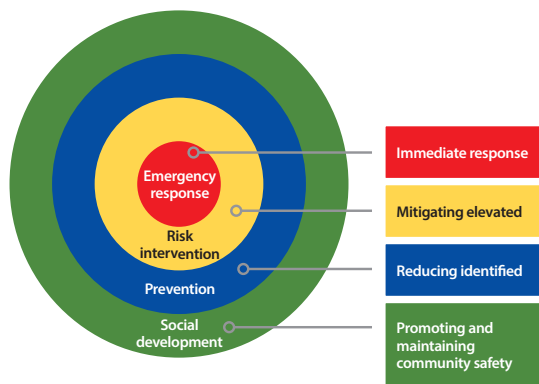 Emergency
response
Risk
intervention
Prevention
Social
development
Immediate response
Mitigating elevated
Reducing identified
Promoting and
maintaining
community safety